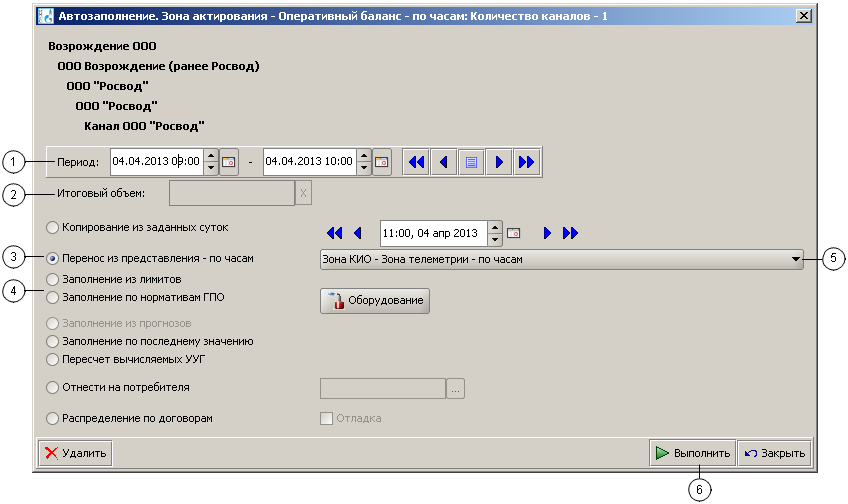 Автозаполнение. Зона актирования - Оперативный баланс - по часам: Количество каналов - 1
Возрождение ООО
ООО Возрождение (ранее Росвод)
ООО "Росвод"
ООО "Росвод"
Канал ООО "Росвод"
1 Период: 04.04.2013 09:00 - 04.04.2013 10:00
2 Итоговый объем: X
Копирование из заданных суток 11:00, 04 апр 2013
3 Перенос из представления - по часам Зона КИО - Зона телеметрии - по часам 5
Заполнение из лимитов
4 Заполнение по нормативам ГПО Оборудование
Заполнение из прогнозов
Заполнение по последнему значению
Пересчет вычисляемых УУГ
Отнести на потребителя ...
Распределение по договорам Отладка
Удалить Выполнить Закрыть
6